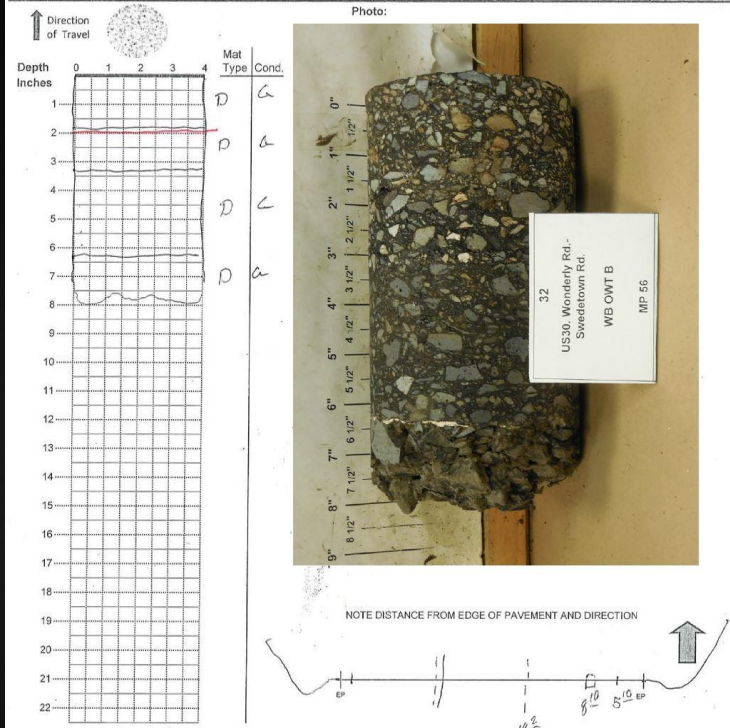 Direction
of Travel
Photo:
Depth
Inches
0 1 2 3 4
Mat
Type
Cond.
1
2
3
4
5
6
7
8
9
10
11
12
13
14
15
16
17
18
19
20
21
22
D G
D G
D G
D G
0"
1/2"
1"
1 1/2"
2"
2 1/2"
3"
3 1/2"
4"
4 1/2"
5"
5 1/2"
6"
6 1/2"
7"
7 1/2"
8"
8 1/2"
9"
32
US30. Wonderly Rd.-
Swedetown Rd.
WB OWT B
MP 56
NOTE DISTANCE FROM EDGE OF PAVEMENT AND DIRECTION
EP
8 10
5 10
EP